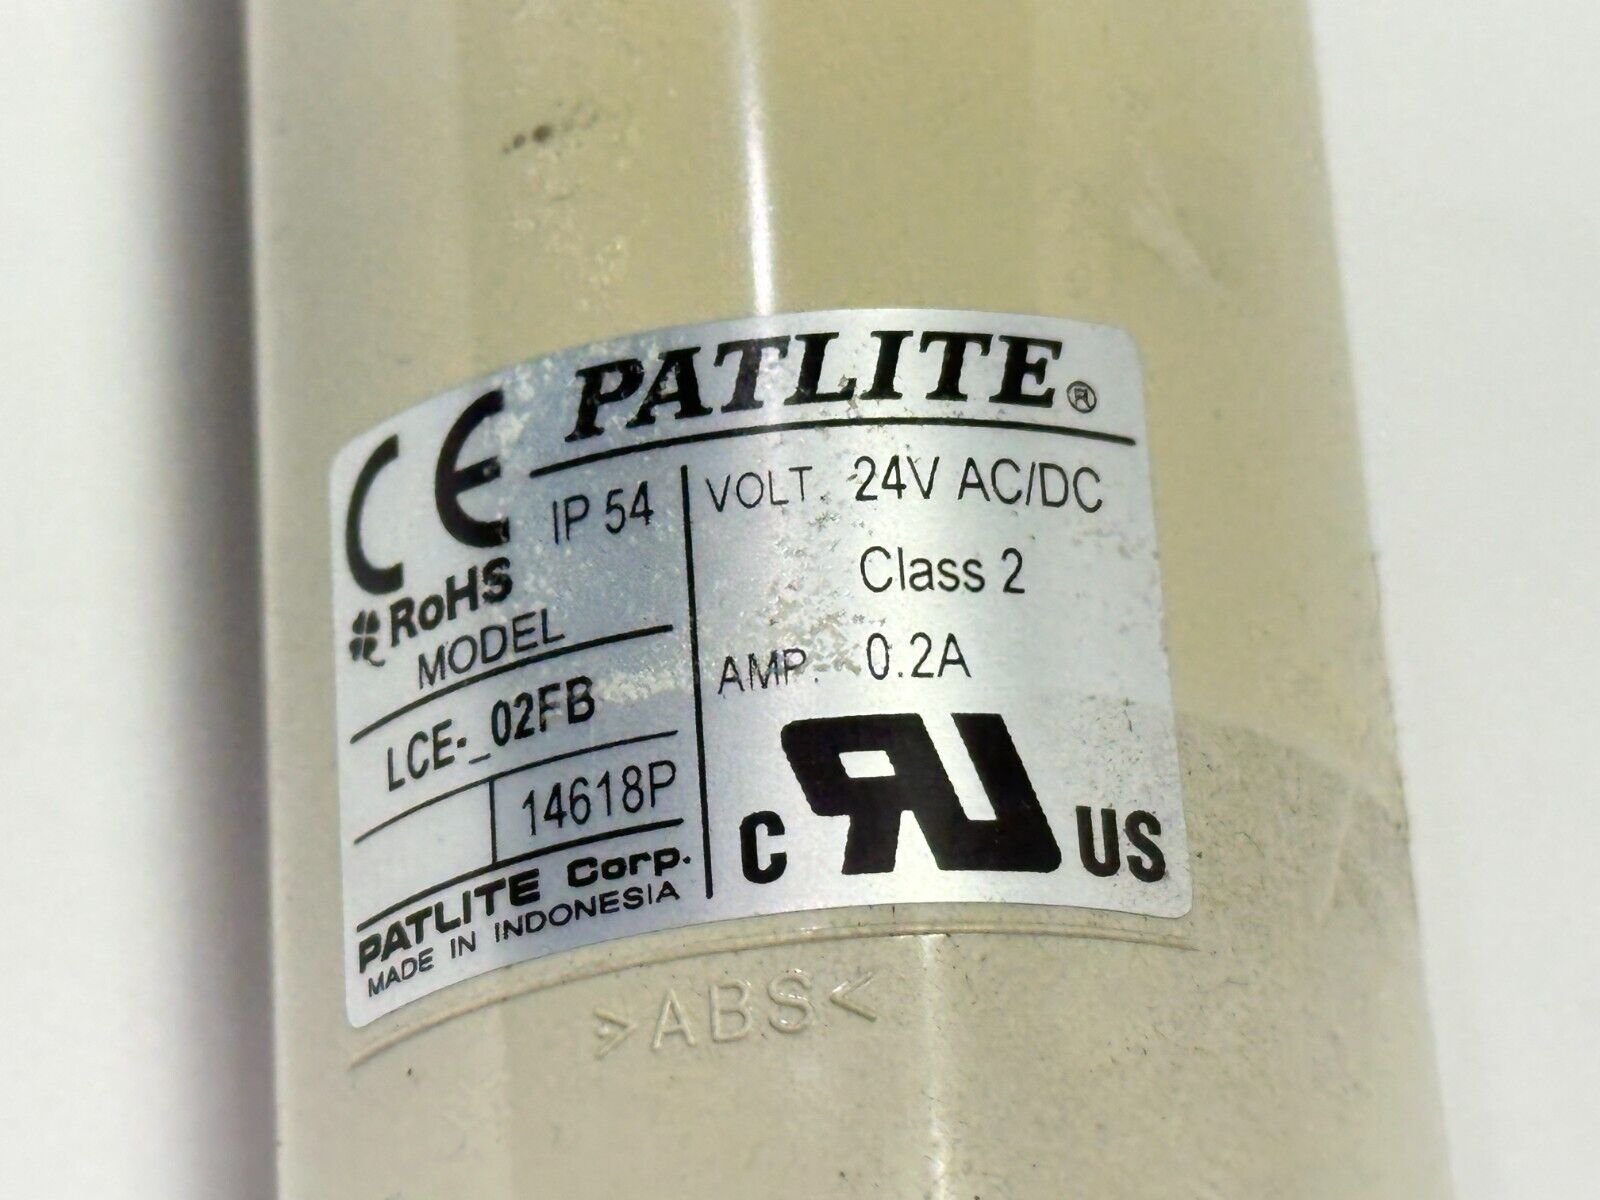 PATLITE®
CE
IP 54
RoHS
MODEL
LCE-_02FB
14618P
PATLITE Corp.
MADE IN INDONESIA
VOLT. 24V AC/DC
Class 2
AMP. 0.2A
C RU US
>ABS<